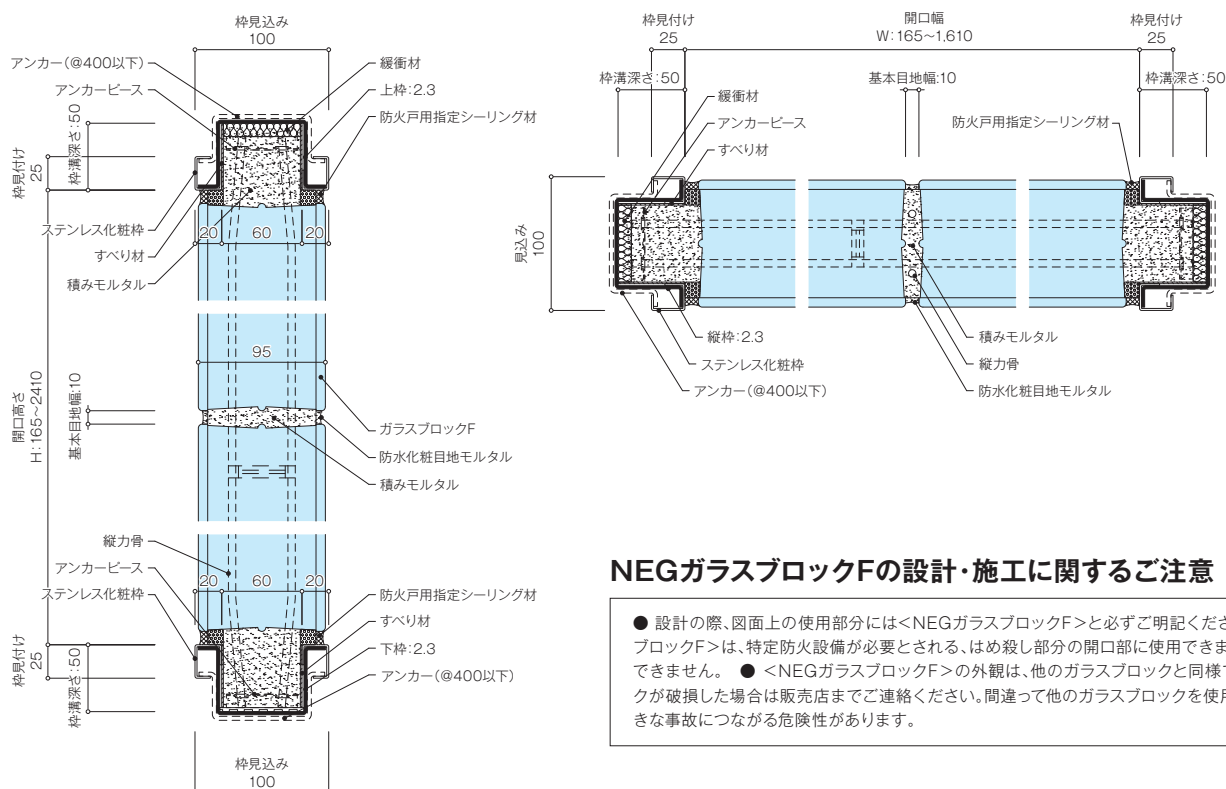 枠見込み
100
アンカー(@400以下)
アンカーピース
緩衝材
上枠:2.3
防火戸用指定シーリング材
枠溝深さ:50
枠見付け
25
ステンレス化粧枠
すべり材
積みモルタル
20
60
20
95
開口高さ
H:165~2410
基本目地幅:10
ガラスブロックF
防水化粧目地モルタル
積みモルタル
縦力骨
アンカーピース
ステンレス化粧枠
20
60
20
防火戸用指定シーリング材
すべり材
下枠:2.3
アンカー(@400以下)
枠見付け
25
枠溝深さ:50
枠見込み
100
枠見付け
25
開口幅
W:165~1,610
枠見付け
25
枠溝深さ:50
基本目地幅:10
枠溝深さ:50
緩衝材
アンカーピース
すべり材
防火戸用指定シーリング材
見込み
100
縦枠:2.3
ステンレス化粧枠
アンカー(@400以下)
積みモルタル
縦力骨
防水化粧目地モルタル
NEGガラスブロックFの設計・施工に関するご注意
● 設計の際、図面上の使用部分には<NEGガラスブロックF>と必ずご明記くださ
ブロックF>は、特定防火設備が必要とされる、はめ殺し部分の開口部に使用できま
できません。 ● <NEGガラスブロックF>の外観は、他のガラスブロックと同様で
クが破損した場合は販売店までご連絡ください。間違って他のガラスブロックを使用
きな事故につながる危険性があります。